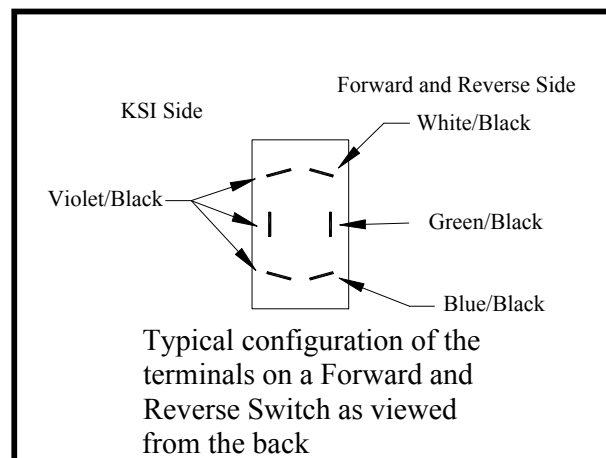 Forward and Reverse Side
KSI Side
White/Black
Violet/Black
Green/Black
Blue/Black
Typical configuration of the
terminals on a Forward and
Reverse Switch as viewed
from the back